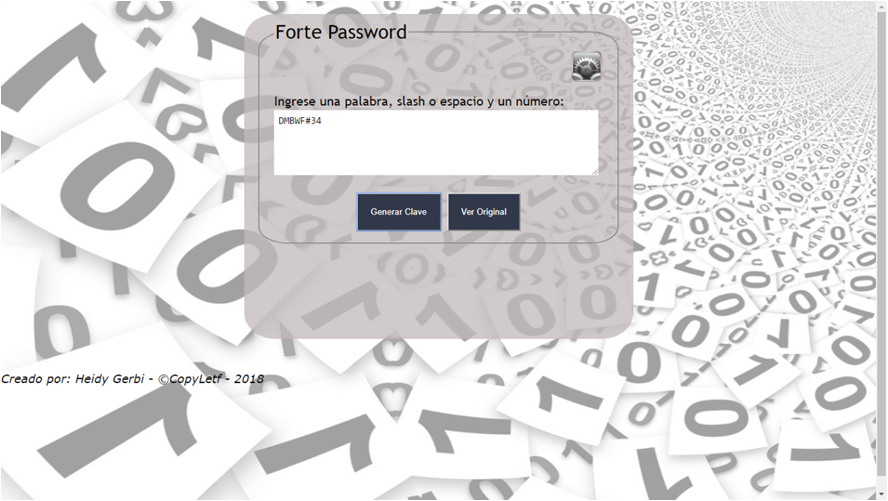 Forte Password
Ingrese una palabra, slash o espacio y un número:
DMBWF#34
Generar Clave
Ver Original
Creado por: Heidy Gerbi - ©CopyLetf - 2018